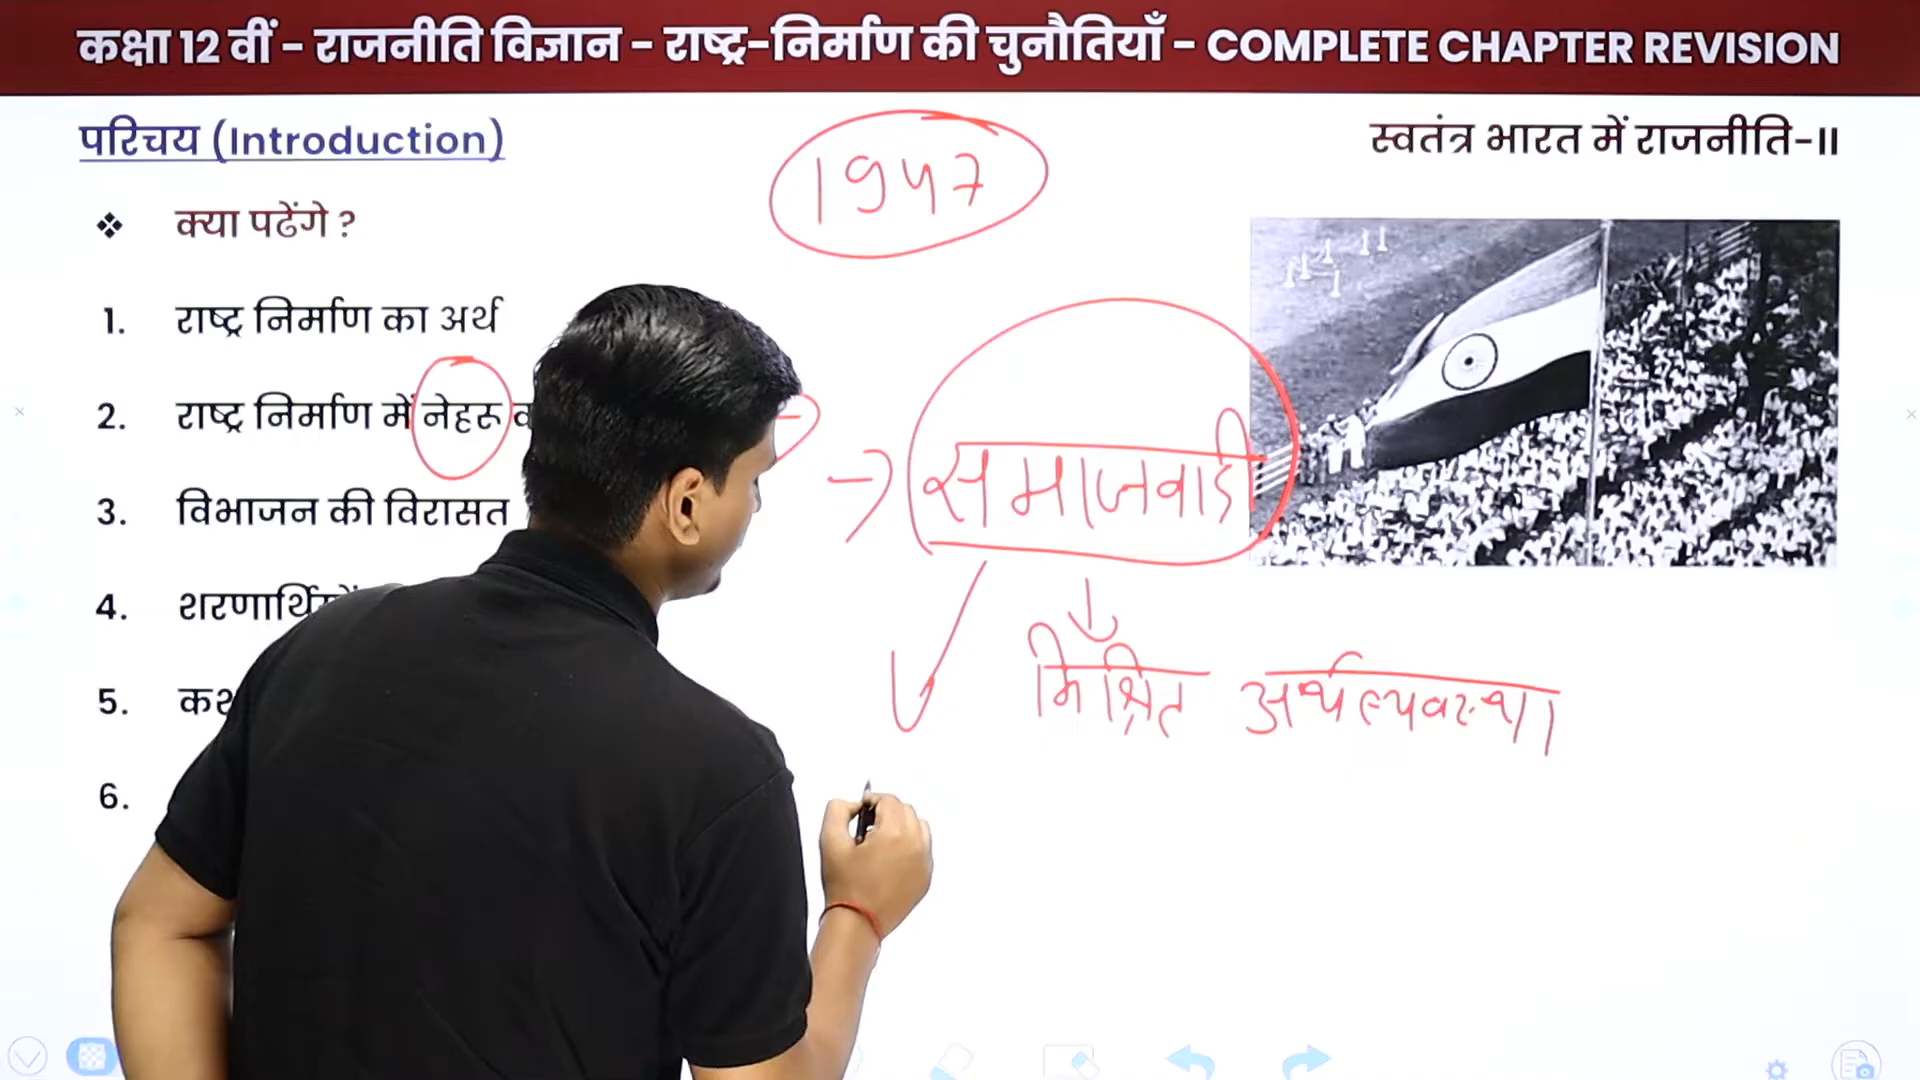 कक्षा 12 वीं - राजनीति विज्ञान - राष्ट्र-निर्माण की चुनौतियाँ - COMPLETE CHAPTER REVISION
परिचय (Introduction)
1947
स्वतंत्र भारत में राजनीति-II
❖ क्या पढेंगे ?
1. राष्ट्र निर्माण का अर्थ
2. राष्ट्र निर्माण में नेहरू
3. विभाजन की विरासत
→ समाजवादी
4.
5.
मिश्रित अर्थव्यवस्था
6.